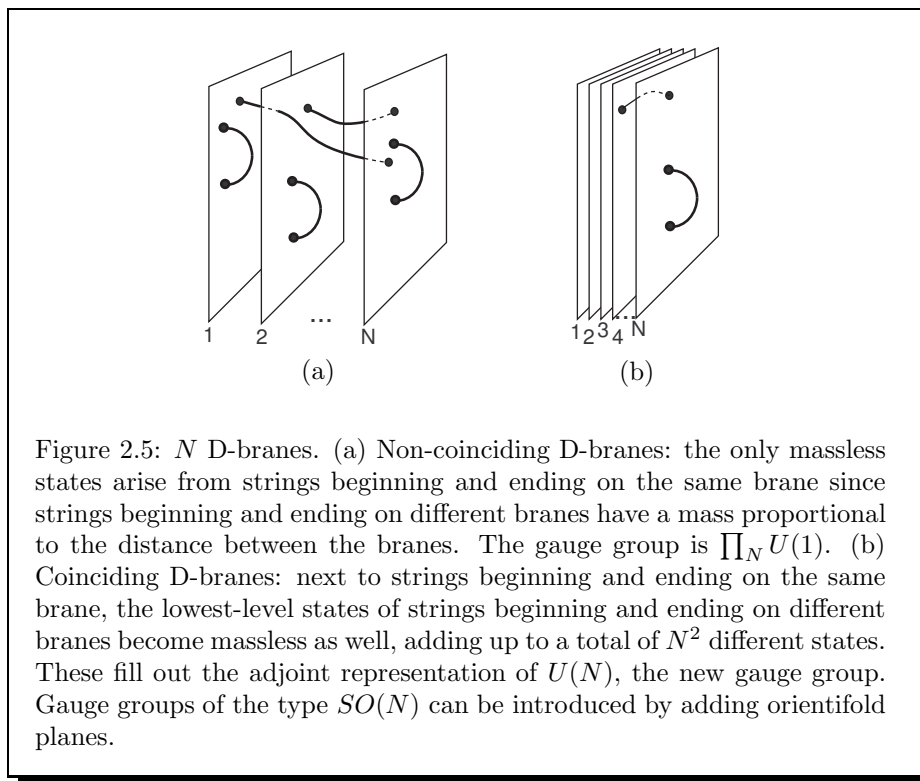 1
2
...
N
(a)
1
2
3
4
...
N
(b)
Figure 2.5: N D-branes. (a) Non-coinciding D-branes: the only massless
states arise from strings beginning and ending on the same brane since
strings beginning and ending on different branes have a mass proportional
to the distance between the branes. The gauge group is ∏_N U(1). (b)
Coinciding D-branes: next to strings beginning and ending on the same
brane, the lowest-level states of strings beginning and ending on different
branes become massless as well, adding up to a total of N² different states.
These fill out the adjoint representation of U(N), the new gauge group.
Gauge groups of the type SO(N) can be introduced by adding orientifold
planes.